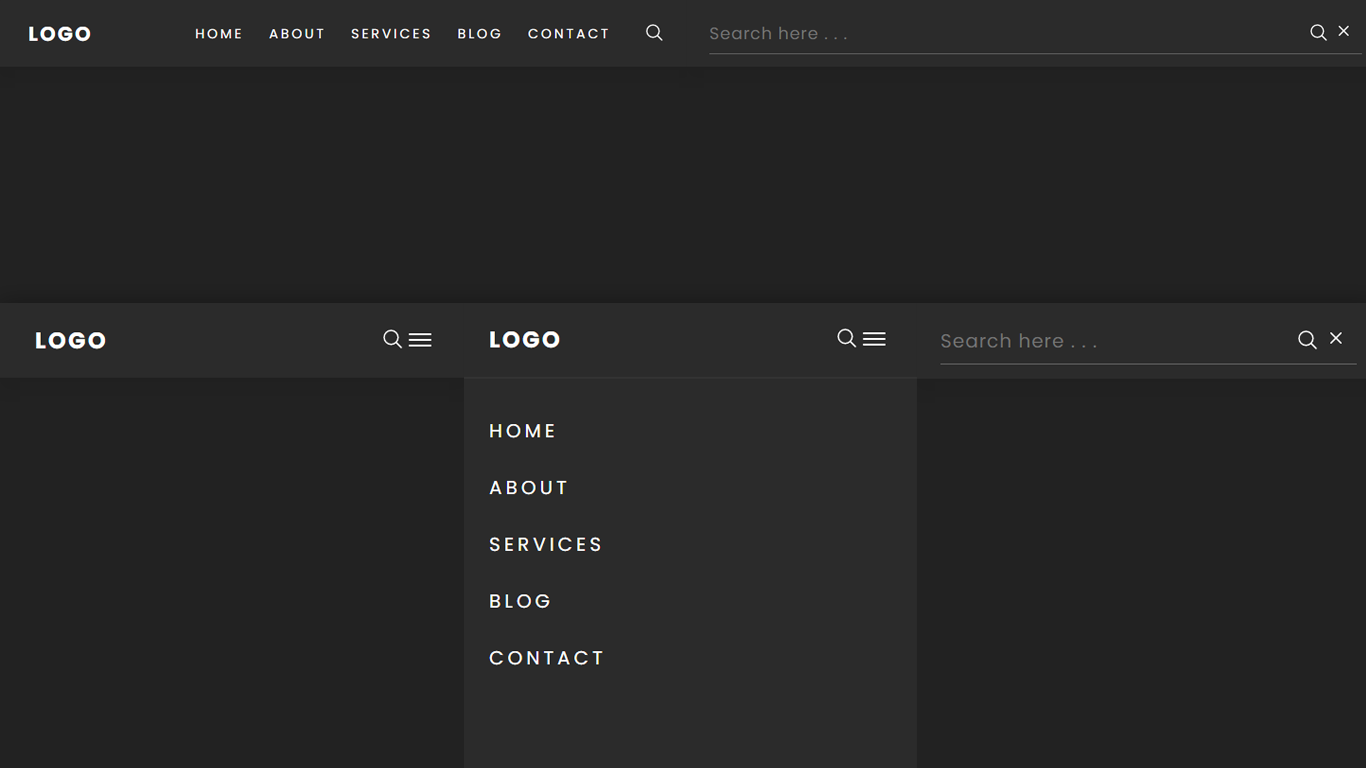 LOGO HOME ABOUT SERVICES BLOG CONTACT
Search here . . .
LOGO
LOGO
HOME
ABOUT
SERVICES
BLOG
CONTACT
Search here . . .